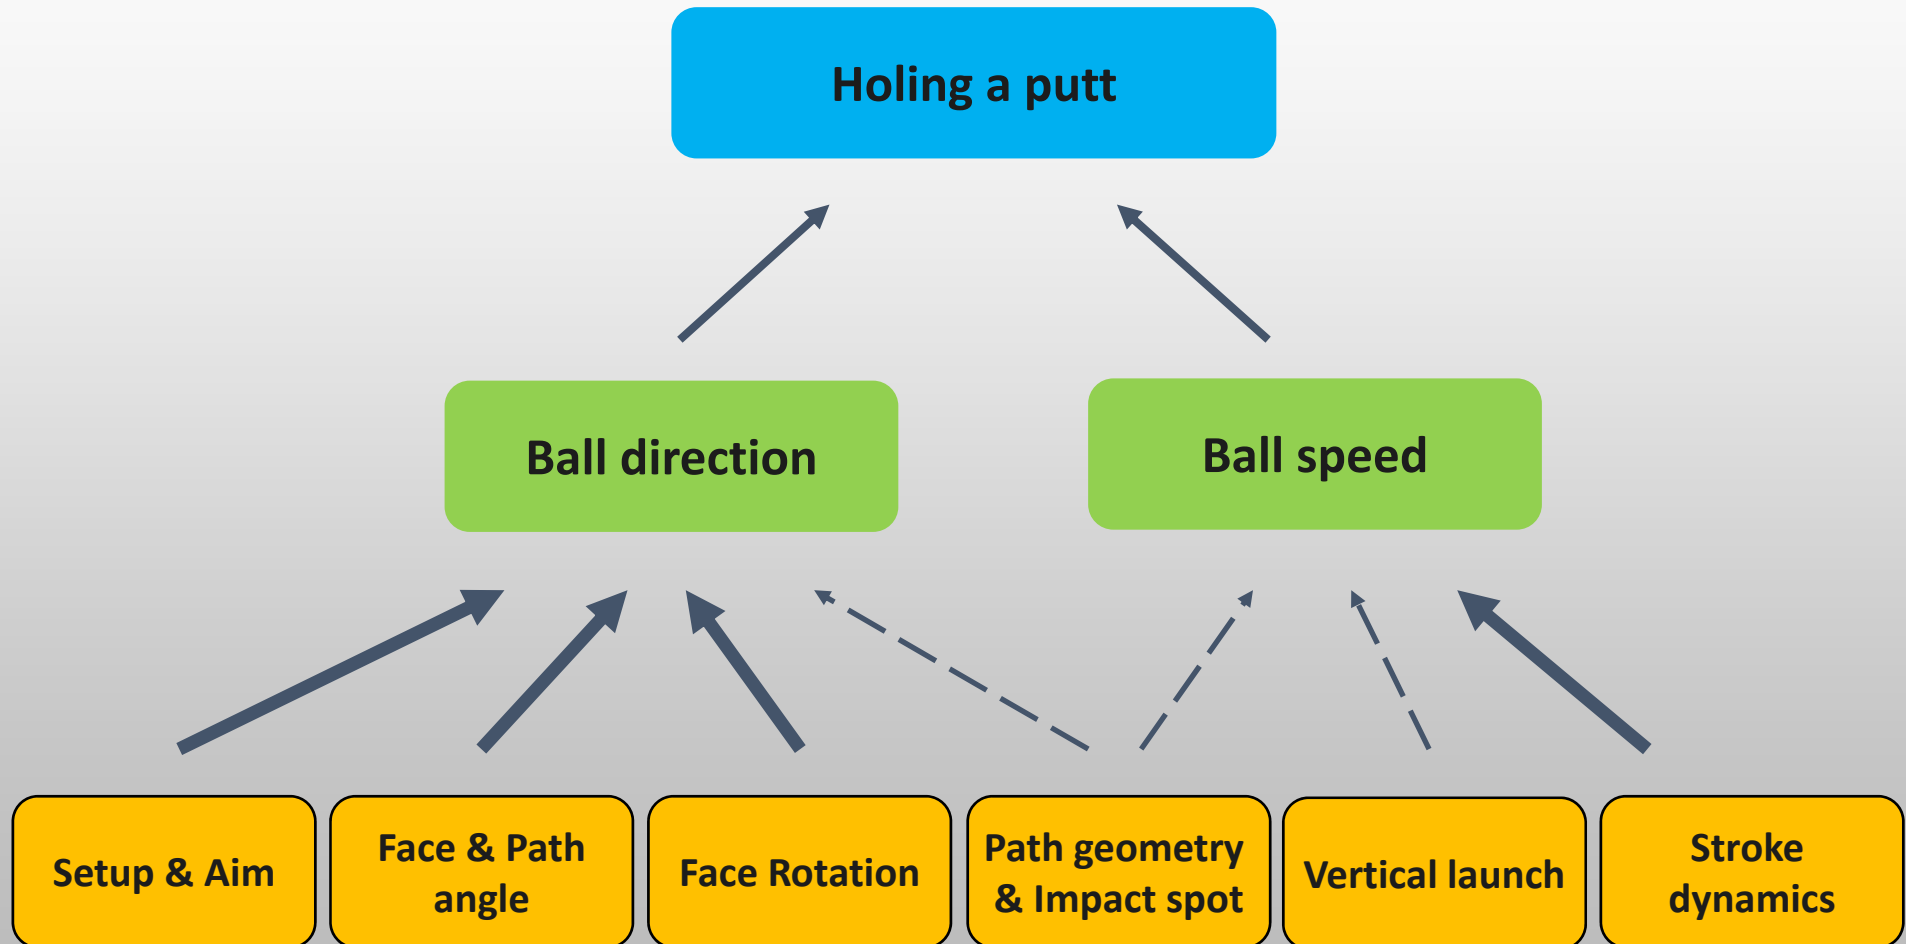 Holing a putt
Ball direction
Ball speed
Setup & Aim
Face & Path
angle
Face Rotation
Path geometry
& Impact spot
Vertical launch
Stroke
dynamics